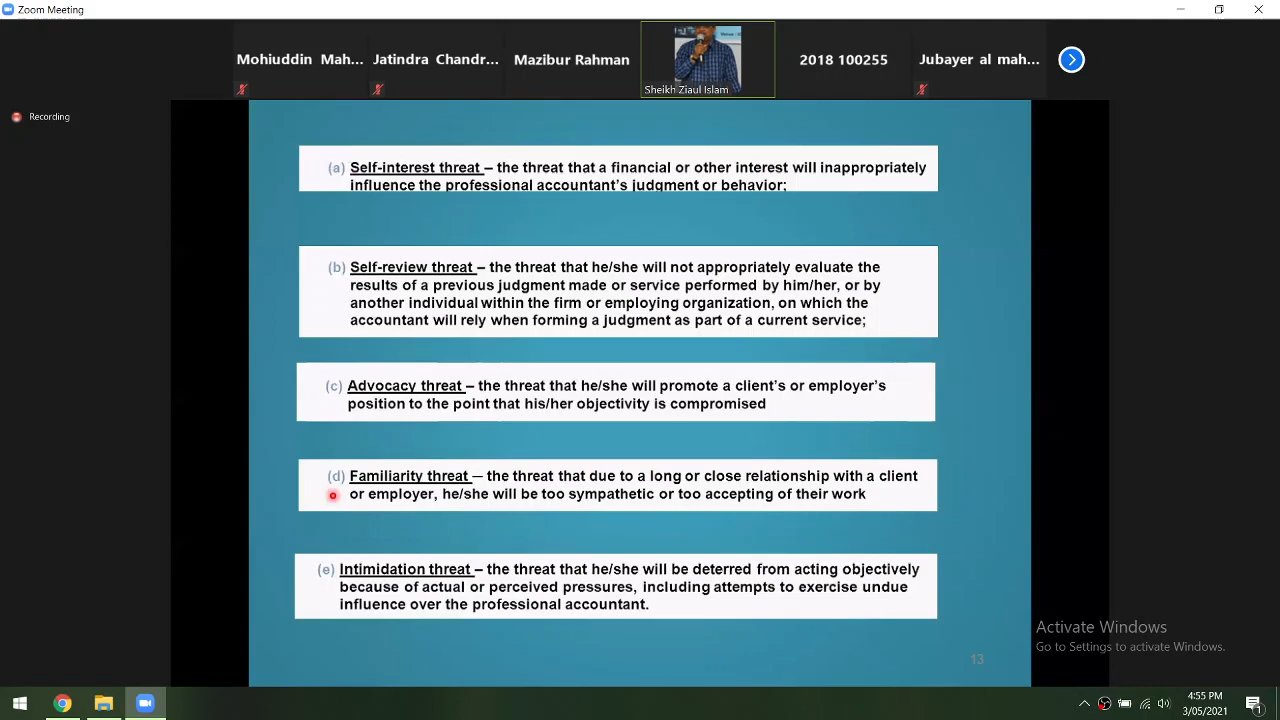 Zoom Meeting
Mohiuddin Mah... Jatindra Chandr... Mazibur Rahman 2018 100255 Jubayer al mah...
Sheikh Ziaul Islam
Recording
(a) Self-interest threat – the threat that a financial or other interest will inappropriately
influence the professional accountant's judgment or behavior;
(b) Self-review threat – the threat that he/she will not appropriately evaluate the
results of a previous judgment made or service performed by him/her, or by
another individual within the firm or employing organization, on which the
accountant will rely when forming a judgment as part of a current service;
(c) Advocacy threat – the threat that he/she will promote a client's or employer's
position to the point that his/her objectivity is compromised
(d) Familiarity threat — the threat that due to a long or close relationship with a client
or employer, he/she will be too sympathetic or too accepting of their work
(e) Intimidation threat – the threat that he/she will be deterred from acting objectively
because of actual or perceived pressures, including attempts to exercise undue
influence over the professional accountant.
Activate Windows
Go to Settings to activate Windows.
13
4:55 PM
3/05/2021